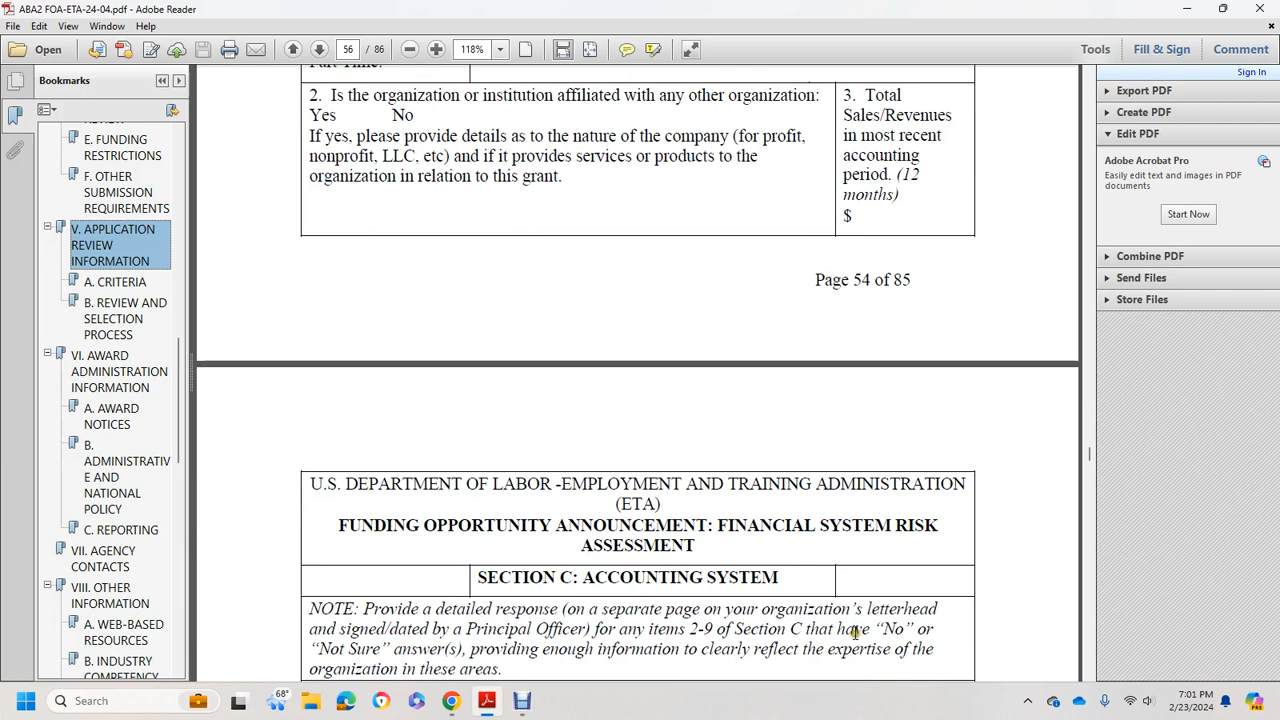 ABA2 FOA-ETA-24-04.pdf - Adobe Reader
File Edit View Window Help
Open 56 / 86 118% Tools Fill & Sign Comment
Sign In
Bookmarks
REVIEW
E. FUNDING
RESTRICTIONS
F. OTHER
SUBMISSION
REQUIREMENTS
V. APPLICATION
REVIEW
INFORMATION
A. CRITERIA
B. REVIEW AND
SELECTION
PROCESS
VI. AWARD
ADMINISTRATION
INFORMATION
A. AWARD
NOTICES
B.
ADMINISTRATIV
E AND
NATIONAL
POLICY
C. REPORTING
VII. AGENCY
CONTACTS
VIII. OTHER
INFORMATION
A. WEB-BASED
RESOURCES
B. INDUSTRY
COMPETENCY
Part Time:
2. Is the organization or institution affiliated with any other organization:
Yes No
If yes, please provide details as to the nature of the company (for profit,
nonprofit, LLC, etc) and if it provides services or products to the
organization in relation to this grant.
3. Total
Sales/Revenues
in most recent
accounting
period. (12
months)
$
Page 54 of 85
U.S. DEPARTMENT OF LABOR -EMPLOYMENT AND TRAINING ADMINISTRATION
(ETA)
FUNDING OPPORTUNITY ANNOUNCEMENT: FINANCIAL SYSTEM RISK
ASSESSMENT
SECTION C: ACCOUNTING SYSTEM
NOTE: Provide a detailed response (on a separate page on your organization's letterhead
and signed/dated by a Principal Officer) for any items 2-9 of Section C that have “No” or
“Not Sure” answer(s), providing enough information to clearly reflect the expertise of the
organization in these areas.
Export PDF
Create PDF
Edit PDF
Adobe Acrobat Pro
Easily edit text and images in PDF
documents
Start Now
Combine PDF
Send Files
Store Files
Search
68°
7:01 PM
2/23/2024